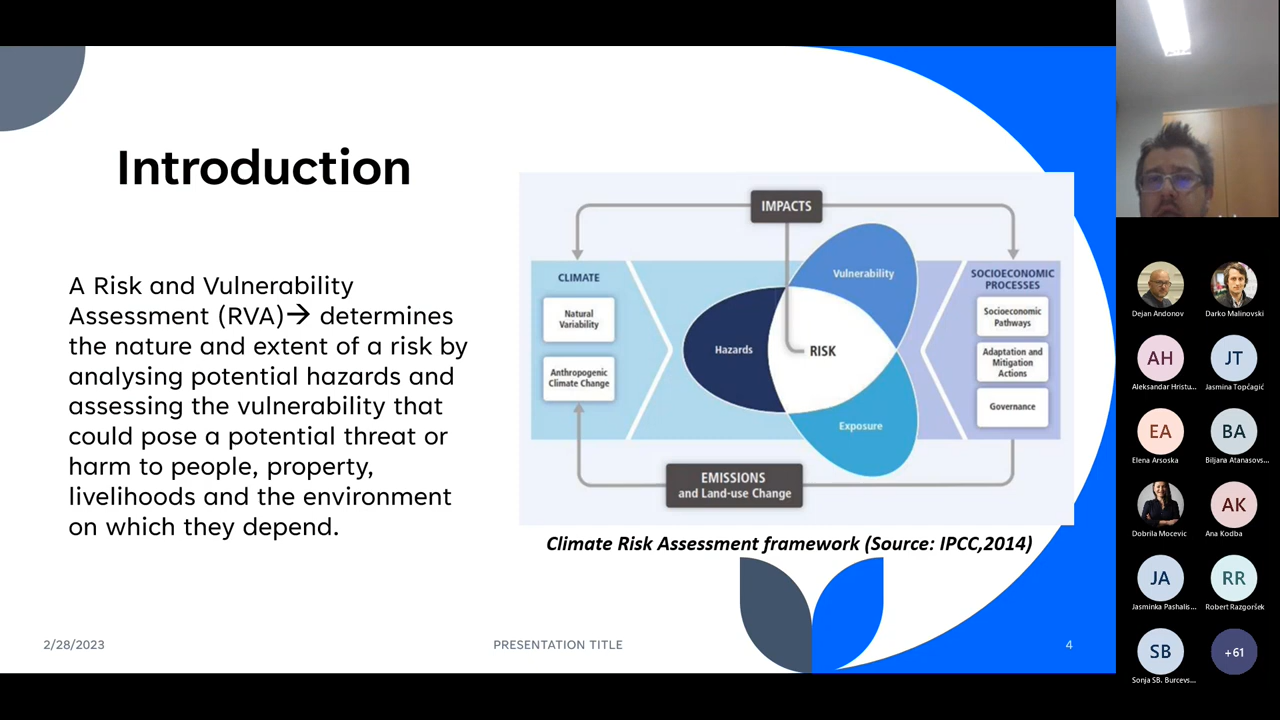 Introduction
A Risk and Vulnerability
Assessment (RVA)→ determines
the nature and extent of a risk by
analysing potential hazards and
assessing the vulnerability that
could pose a potential threat or
harm to people, property,
livelihoods and the environment
on which they depend.
IMPACTS
CLIMATE
Natural
Variability
Anthropogenic
Climate Change
Hazards
Vulnerability
RISK
Exposure
SOCIOECONOMIC
PROCESSES
Socioeconomic
Pathways
Adaptation and
Mitigation
Actions
Governance
EMISSIONS
and Land-use Change
Climate Risk Assessment framework (Source: IPCC,2014)
2/28/2023
PRESENTATION TITLE
4
Dejan Andonov
Darko Malinovski
AH
Aleksandar Hristu...
JT
Jasmina Topčagić
EA
Elena Arsoska
BA
Biljana Atanasovs...
Dobrila Mocevic
AK
Ana Kodba
JA
Jasminka Pashalis...
RR
Robert Razgoršek
SB
Sonja SB. Burcevs...
+61